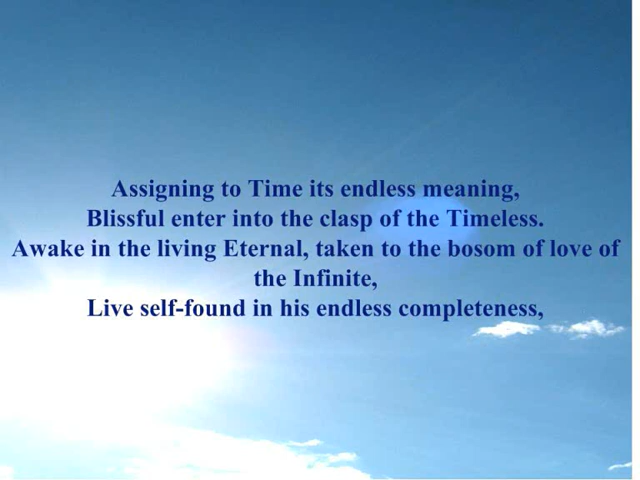 Assigning to Time its endless meaning,
Blissful enter into the clasp of the Timeless.
Awake in the living Eternal, taken to the bosom of love of
the Infinite,
Live self-found in his endless completeness,